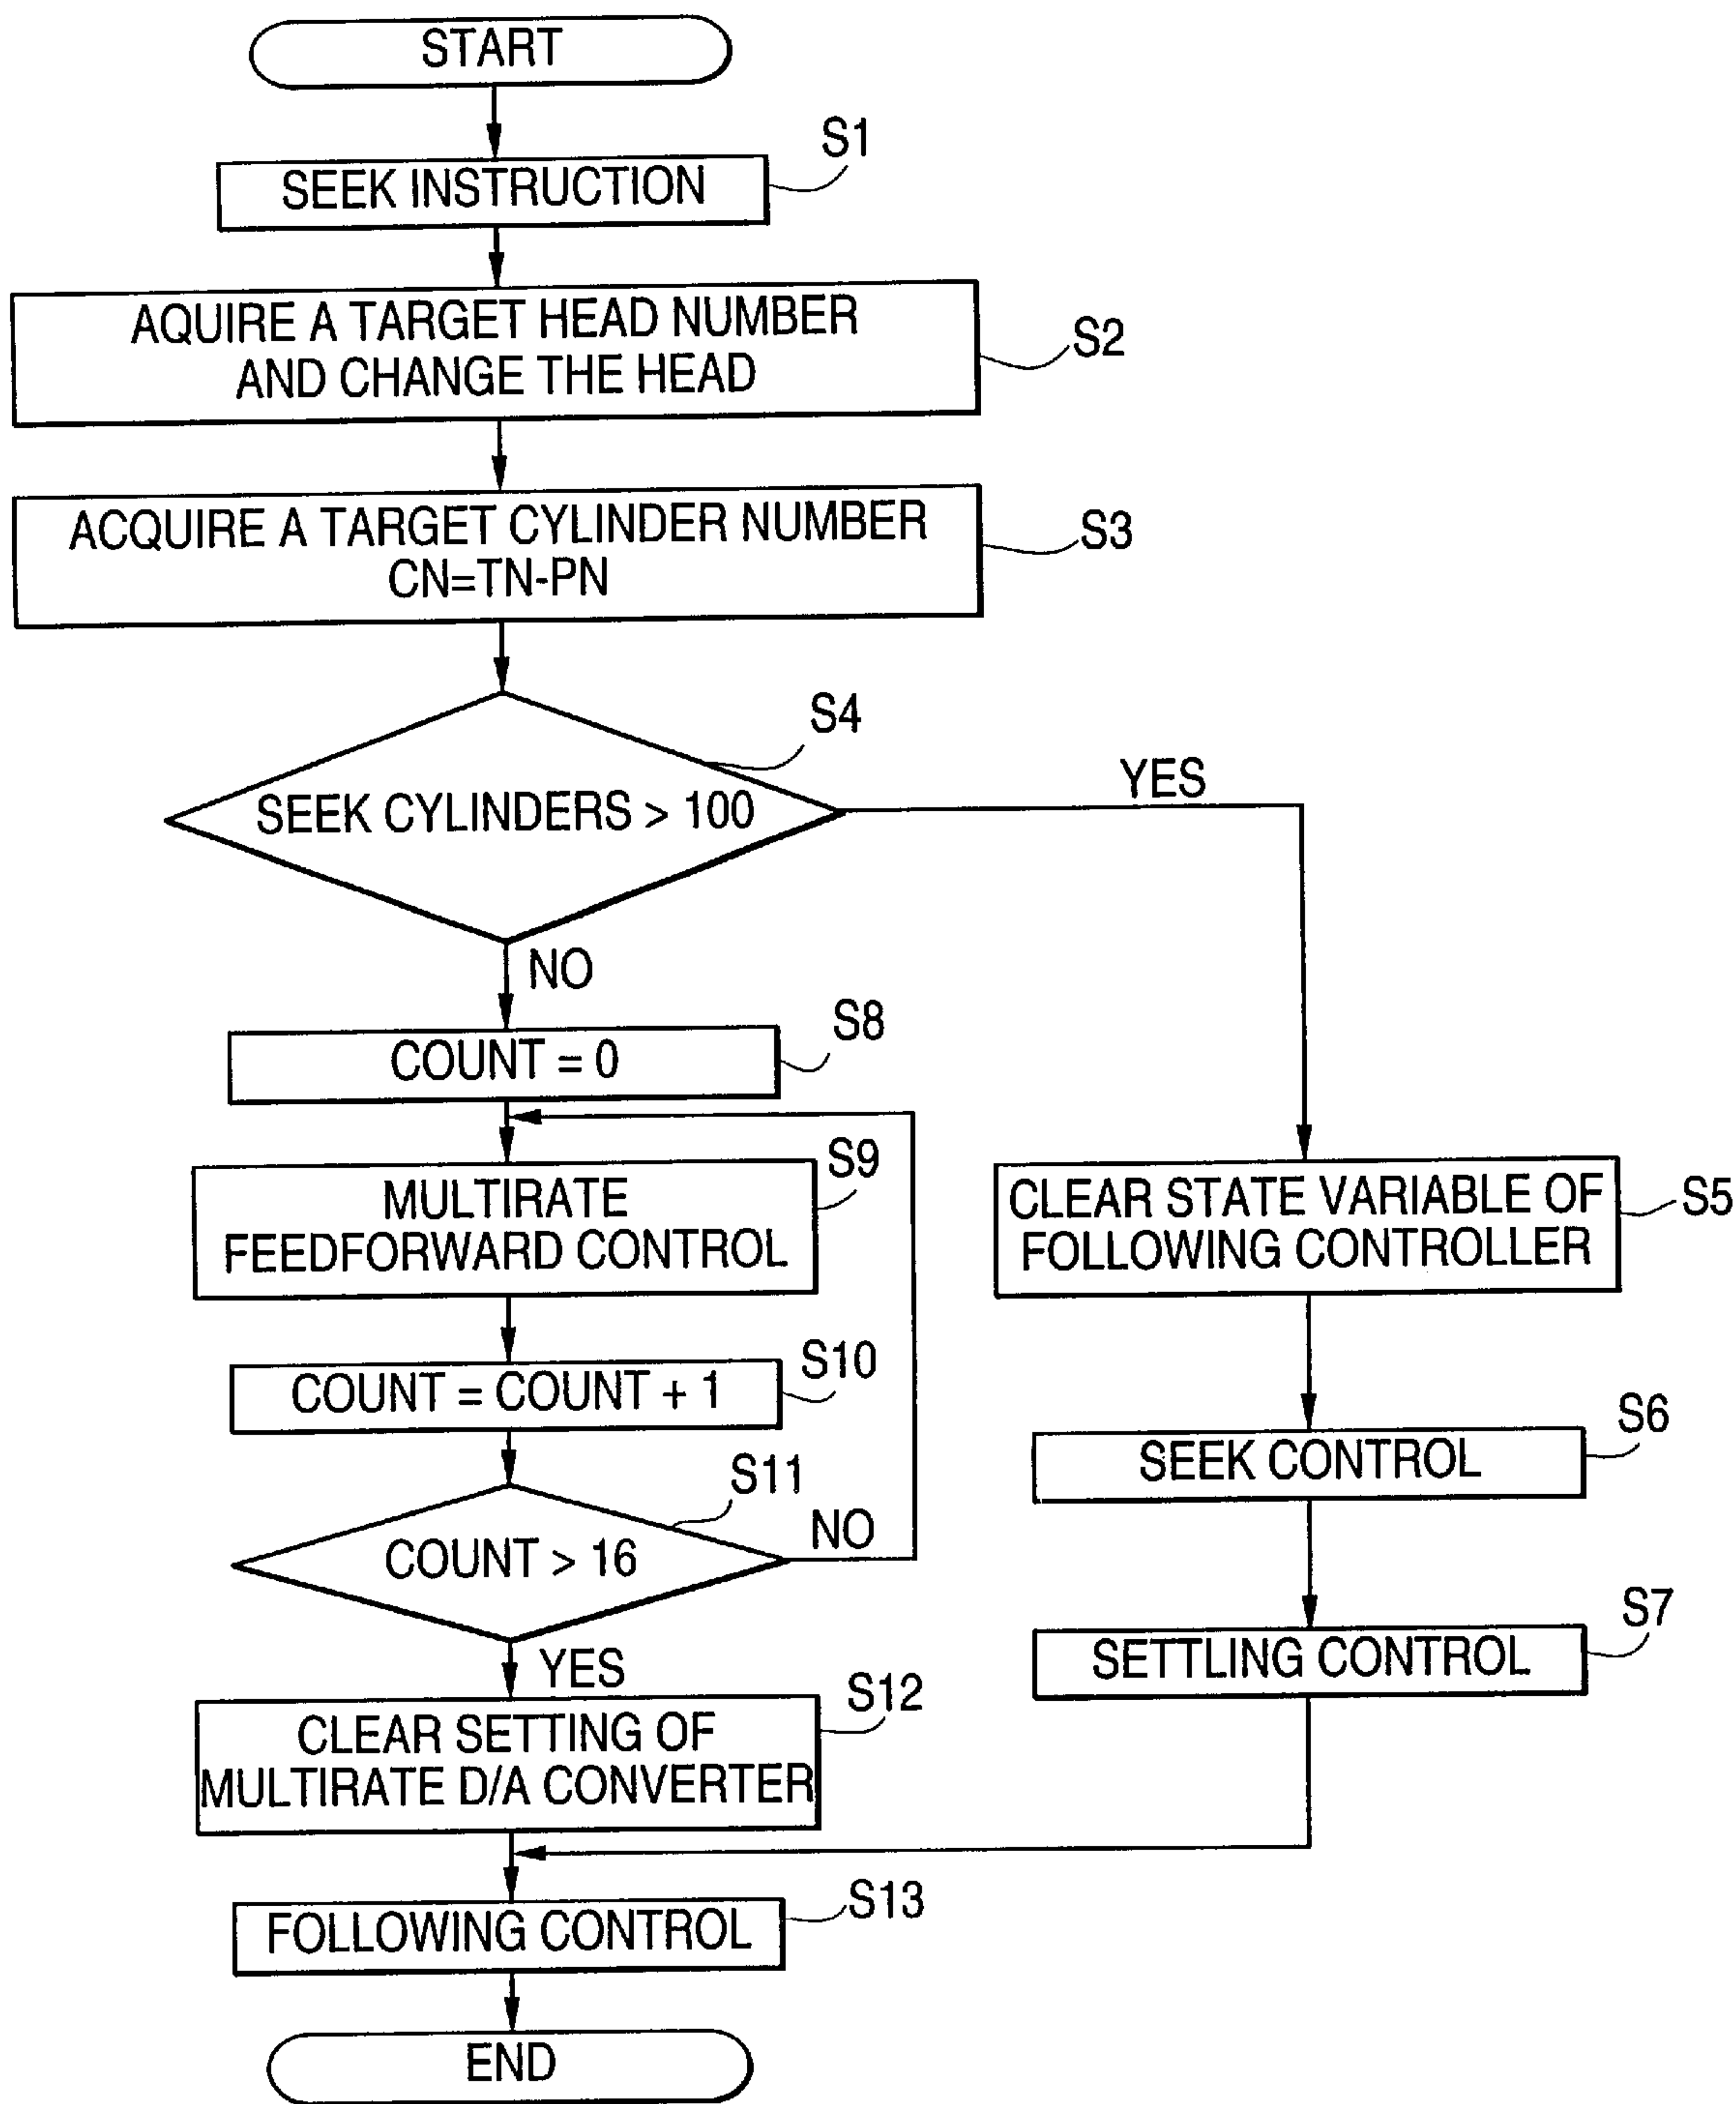 START
S1
SEEK INSTRUCTION
AQUIRE A TARGET HEAD NUMBER
AND CHANGE THE HEAD
S2
ACQUIRE A TARGET CYLINDER NUMBER
CN=TN-PN
S3
S4
SEEK CYLINDERS > 100
YES
NO
S8
COUNT = 0
S9
MULTIRATE
FEEDFORWARD CONTROL
S10
COUNT = COUNT + 1
S11
COUNT > 16
NO
YES
S12
CLEAR SETTING OF
MULTIRATE D/A CONVERTER
CLEAR STATE VARIABLE OF
FOLLOWING CONTROLLER
S5
S6
SEEK CONTROL
S7
SETTLING CONTROL
S13
FOLLOWING CONTROL
END